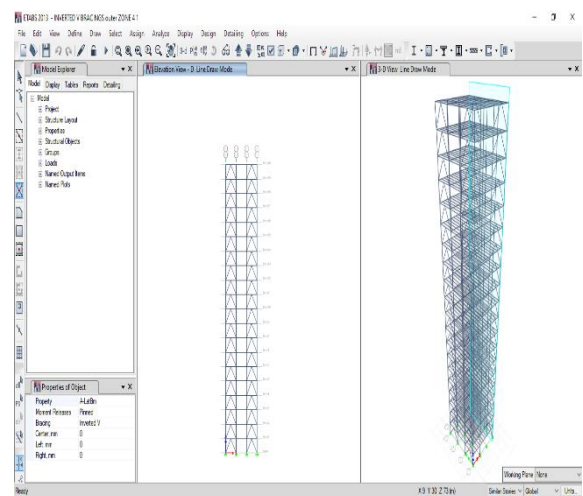 ETABS 2013 - INVERTED V BRACINGS outer ZONE 4.1
File Edit View Define Draw Select Assign Analyze Display Design Detailing Options Help
Model Explorer
Model Display Tables Reports Detailing
Model
Project
Structure Layout
Properties
Structural Objects
Groups
Loads
Named Output Items
Named Plots
Elevation View - D Line Draw Mode
3-D View Line Draw Mode
Properties of Object
Property A-LatBm
Moment Releases Pinned
Bracing Inverted V
Center, mm 0
Left, mm 0
Right, mm 0
Working Plane None
Ready
Similar Stories Global